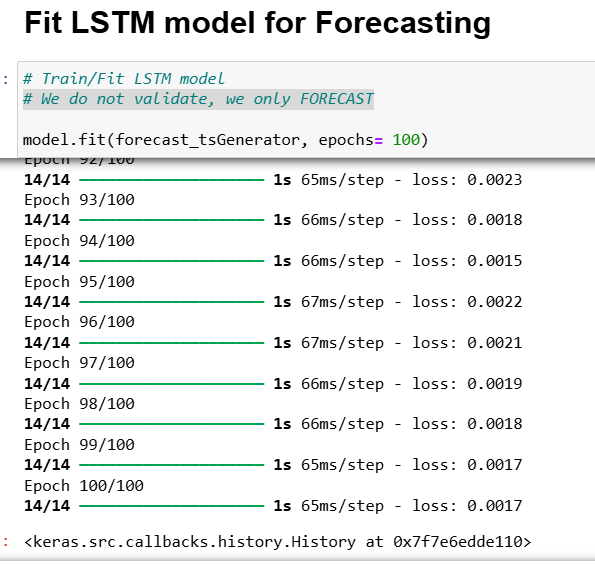 Fit LSTM model for Forecasting
: # Train/Fit LSTM model
# We do not validate, we only FORECAST
model.fit(forecast_tsGenerator, epochs= 100)
Epoch 92/100
14/14 1s 65ms/step - loss: 0.0023
Epoch 93/100
14/14 1s 66ms/step - loss: 0.0018
Epoch 94/100
14/14 1s 66ms/step - loss: 0.0015
Epoch 95/100
14/14 1s 67ms/step - loss: 0.0022
Epoch 96/100
14/14 1s 67ms/step - loss: 0.0021
Epoch 97/100
14/14 1s 66ms/step - loss: 0.0019
Epoch 98/100
14/14 1s 66ms/step - loss: 0.0018
Epoch 99/100
14/14 1s 65ms/step - loss: 0.0017
Epoch 100/100
14/14 1s 65ms/step - loss: 0.0017
: <keras.src.callbacks.history.History at 0x7f7e6edde110>